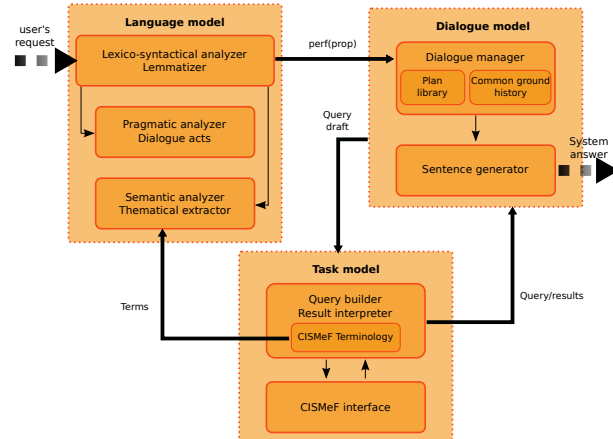 user's
request
Language model
Lexico-syntactical analyzer
Lemmatizer
Pragmatic analyzer
Dialogue acts
Semantic analyzer
Thematical extractor
perf(prop)
Dialogue model
Dialogue manager
Plan
library
Common ground
history
Sentence generator
System
answer
Query
draft
Task model
Query builder
Result interpreter
CISMeF Terminology
CISMeF interface
Terms
Query/results